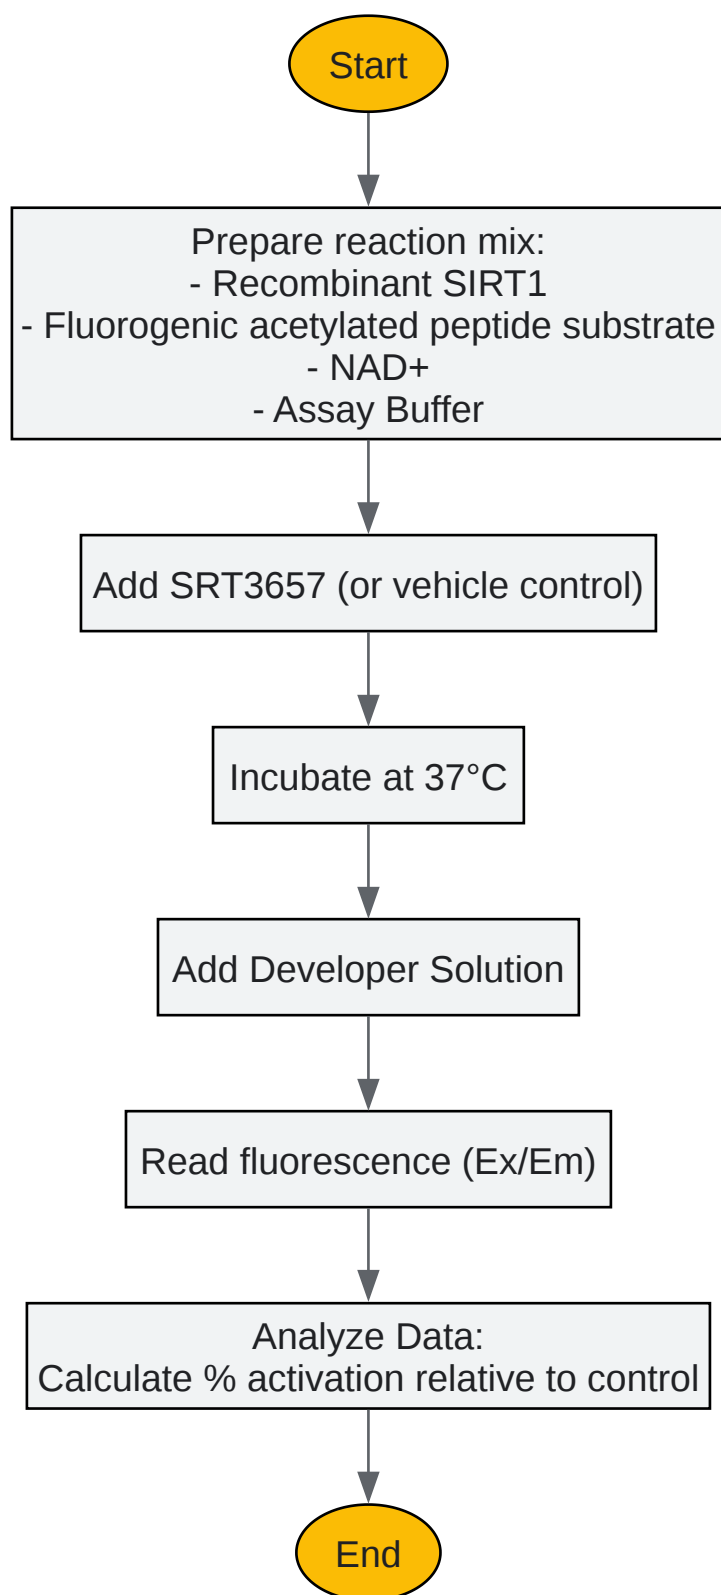 Start
Prepare reaction mix:
- Recombinant SIRT1
- Fluorogenic acetylated peptide substrate
- NAD+
- Assay Buffer
Add SRT3657 (or vehicle control)
Incubate at 37°C
Add Developer Solution
Read fluorescence (Ex/Em)
Analyze Data:
Calculate % activation relative to control
End